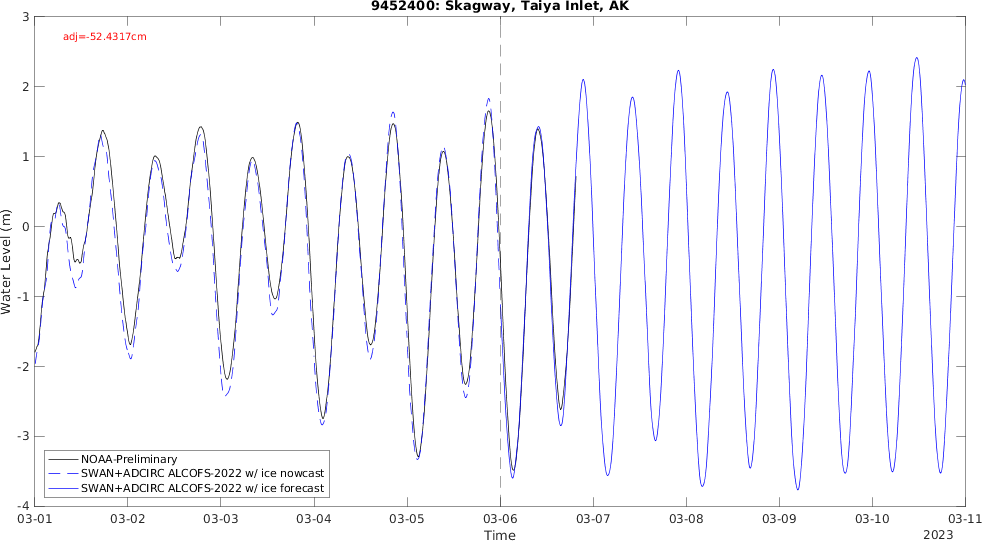 9452400: Skagway, Taiya Inlet, AK
adj=-52.4317cm
3
2
1
0
-1
-2
-3
-4
Water Level (m)
NOAA-Preliminary
SWAN+ADCIRC ALCOFS-2022 w/ ice nowcast
SWAN+ADCIRC ALCOFS-2022 w/ ice forecast
03-01 03-02 03-03 03-04 03-05 03-06 03-07 03-08 03-09 03-10 03-11
Time
2023